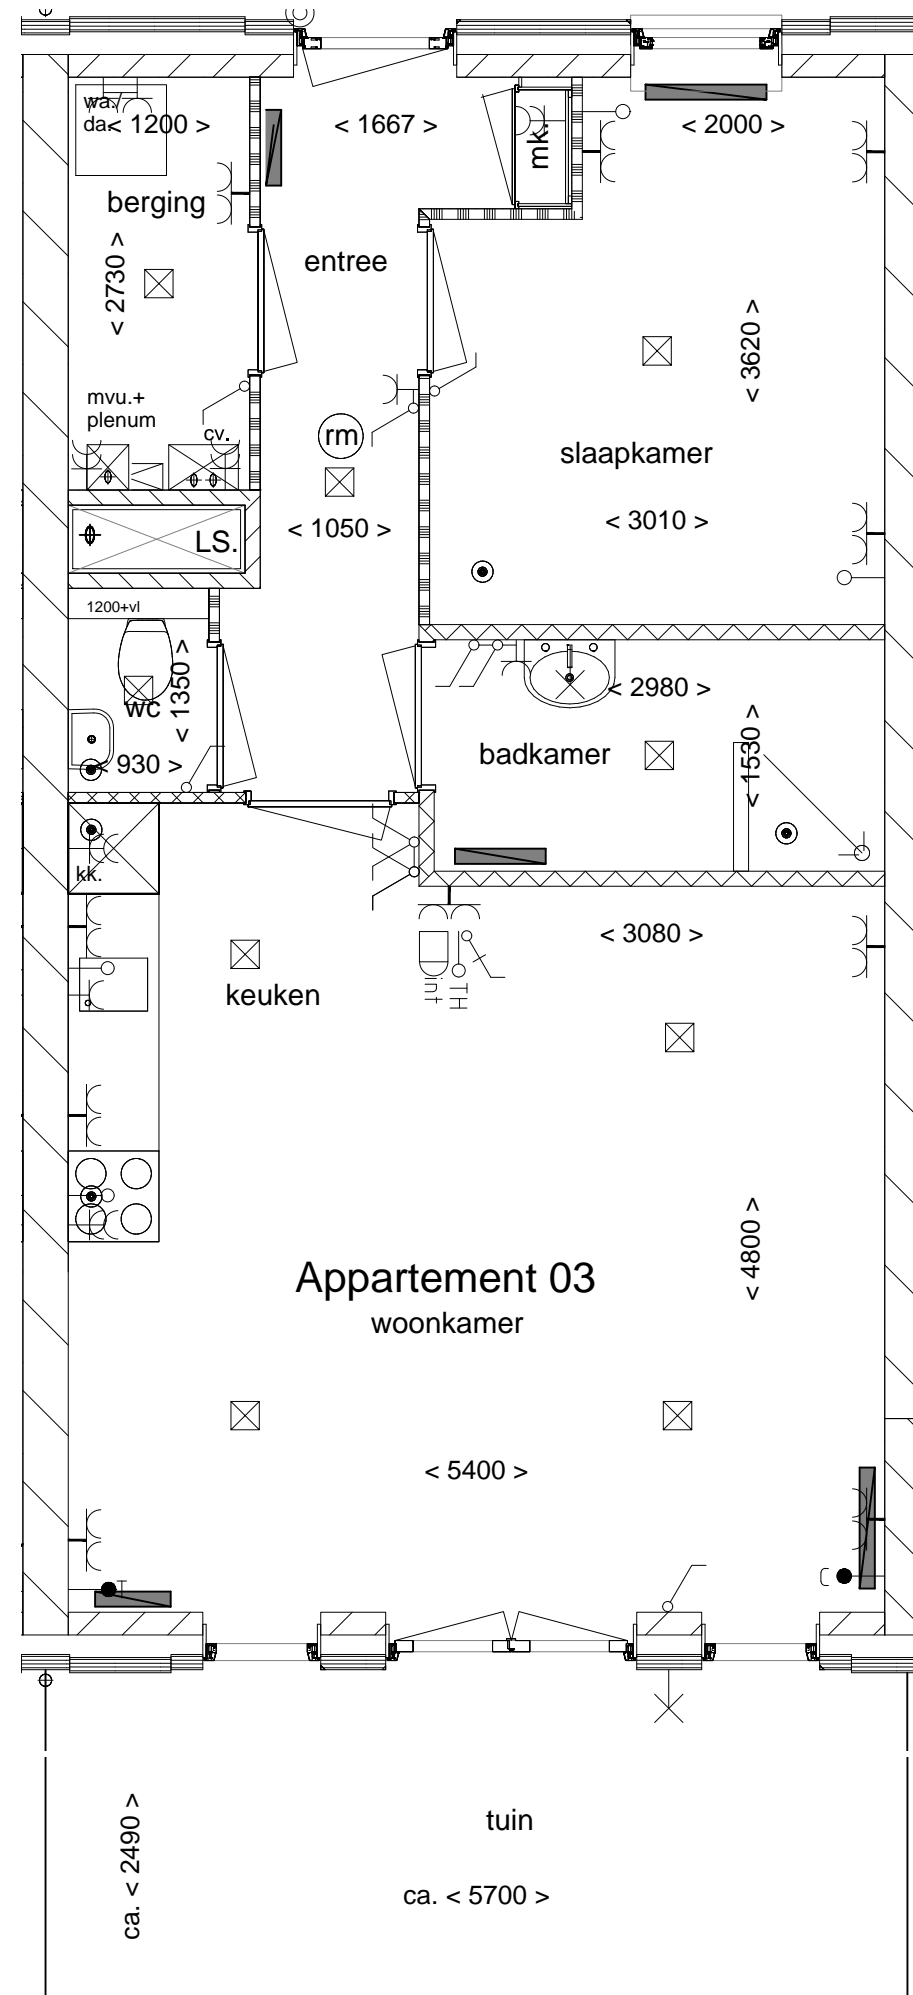 wa./
da.
< 1200 >
< 1667 >
mk.
< 2000 >
berging
entree
< 2730 >
< 3620 >
mvu.+
plenum
cv.
rm
slaapkamer
< 3010 >
< 1050 >
LS.
1200+vl
< 1350 >
wc
< 930 >
< 2980 >
badkamer
< 1530 >
kk.
< 3080 >
keuken
int
TH
< 4800 >
Appartement 03
woonkamer
< 5400 >
tuin
ca. < 2490 >
ca. < 5700 >